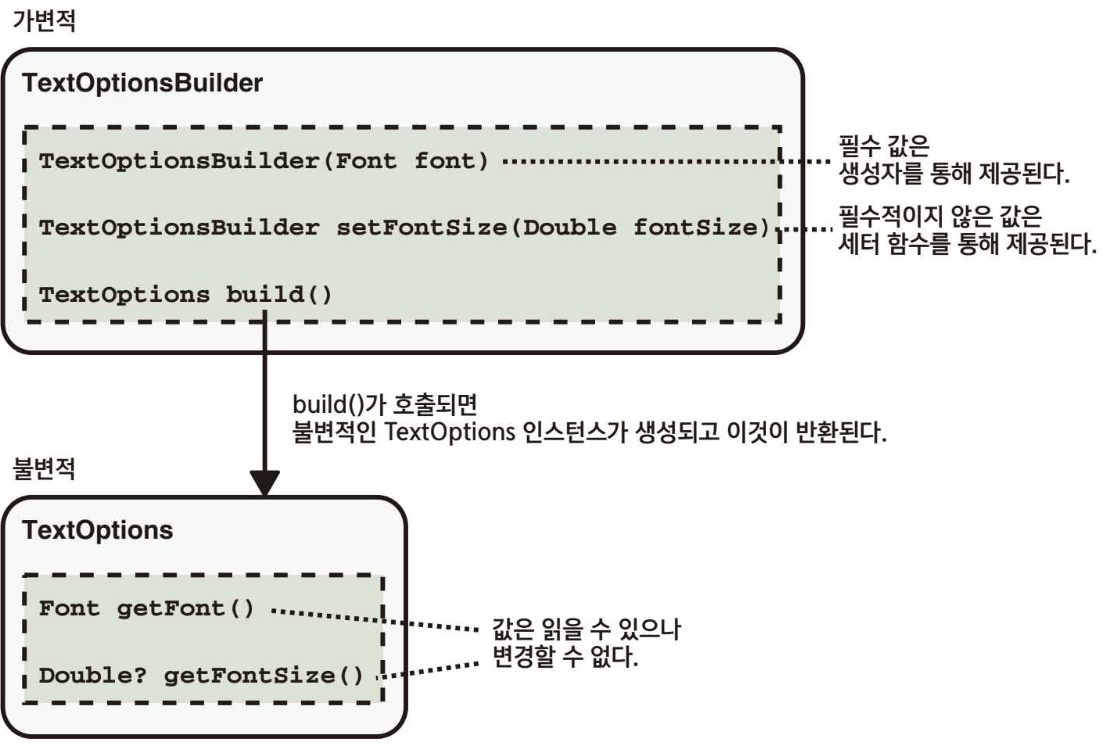 가변적
TextOptionsBuilder
TextOptionsBuilder(Font font)
필수 값은
생성자를 통해 제공된다.
TextOptionsBuilder setFontSize(Double fontSize)
필수적이지 않은 값은
세터 함수를 통해 제공된다.
TextOptions build()
build()가 호출되면
불변적인 TextOptions 인스턴스가 생성되고 이것이 반환된다.
불변적
TextOptions
Font getFont()
Double? getFontSize()
값은 읽을 수 있으나
변경할 수 없다.